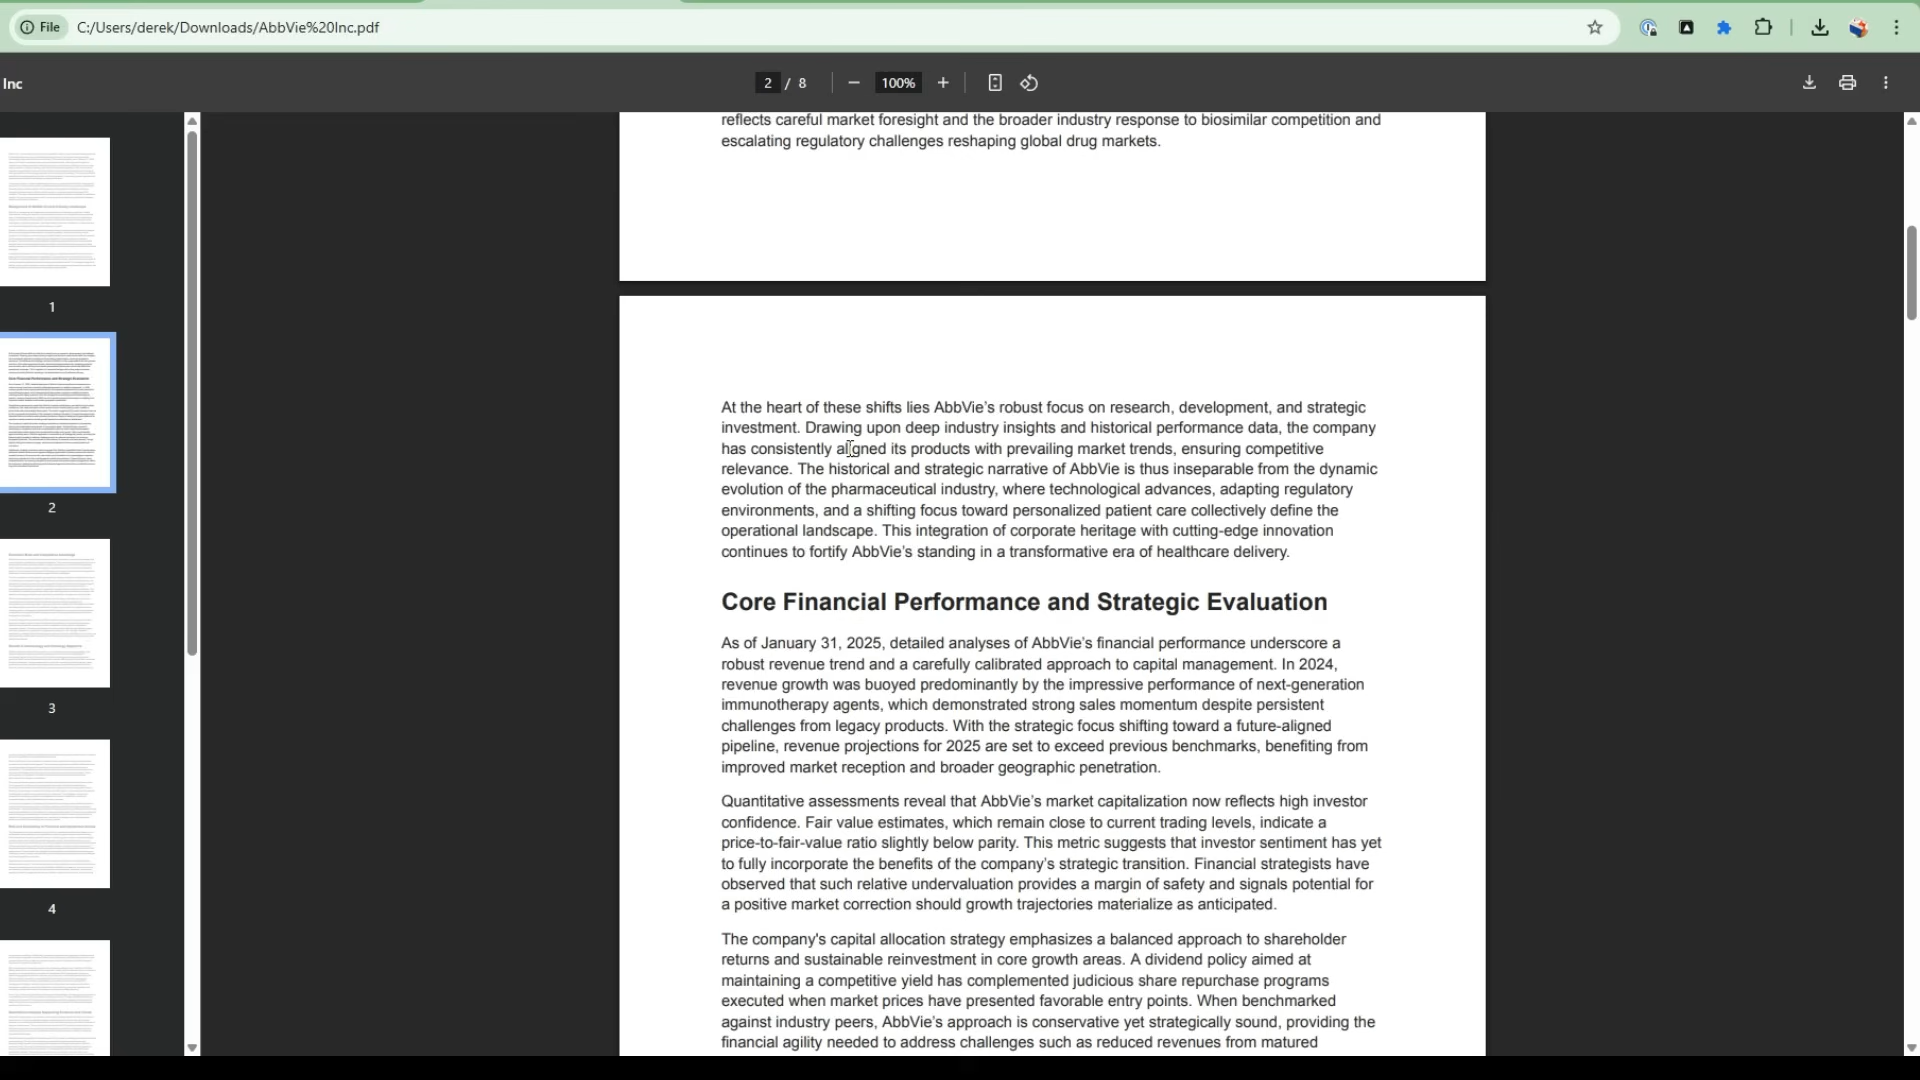 File
C:/Users/derek/Downloads/AbbVie%20Inc.pdf
Inc
2 / 8
100%
1
2
3
4
reflects careful market foresight and the broader industry response to biosimilar competition and
escalating regulatory challenges reshaping global drug markets.
At the heart of these shifts lies AbbVie’s robust focus on research, development, and strategic
investment. Drawing upon deep industry insights and historical performance data, the company
has consistently aligned its products with prevailing market trends, ensuring competitive
relevance. The historical and strategic narrative of AbbVie is thus inseparable from the dynamic
evolution of the pharmaceutical industry, where technological advances, adapting regulatory
environments, and a shifting focus toward personalized patient care collectively define the
operational landscape. This integration of corporate heritage with cutting-edge innovation
continues to fortify AbbVie’s standing in a transformative era of healthcare delivery.
Core Financial Performance and Strategic Evaluation
As of January 31, 2025, detailed analyses of AbbVie’s financial performance underscore a
robust revenue trend and a carefully calibrated approach to capital management. In 2024,
revenue growth was buoyed predominantly by the impressive performance of next-generation
immunotherapy agents, which demonstrated strong sales momentum despite persistent
challenges from legacy products. With the strategic focus shifting toward a future-aligned
pipeline, revenue projections for 2025 are set to exceed previous benchmarks, benefiting from
improved market reception and broader geographic penetration.
Quantitative assessments reveal that AbbVie’s market capitalization now reflects high investor
confidence. Fair value estimates, which remain close to current trading levels, indicate a
price-to-fair-value ratio slightly below parity. This metric suggests that investor sentiment has yet
to fully incorporate the benefits of the company’s strategic transition. Financial strategists have
observed that such relative undervaluation provides a margin of safety and signals potential for
a positive market correction should growth trajectories materialize as anticipated.
The company's capital allocation strategy emphasizes a balanced approach to shareholder
returns and sustainable reinvestment in core growth areas. A dividend policy aimed at
maintaining a competitive yield has complemented judicious share repurchase programs
executed when market prices have presented favorable entry points. When benchmarked
against industry peers, AbbVie’s approach is conservative yet strategically sound, providing the
financial agility needed to address challenges such as reduced revenues from matured